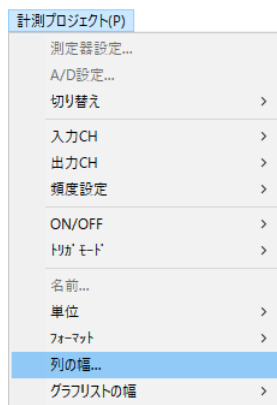 計測プロジェクト(P)
測定器設定...
A/D設定...
切り替え
入力CH
出力CH
頻度設定
ON/OFF
ﾄﾘｶﾞﾓｰﾄﾞ
名前...
単位
ﾌｫｰﾏｯﾄ
列の幅...
グラフリストの幅